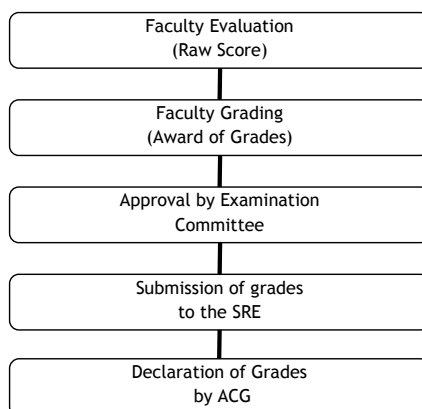 Faculty Evaluation
(Raw Score)
Faculty Grading
(Award of Grades)
Approval by Examination
Committee
Submission of grades
to the SRE
Declaration of Grades
by ACG